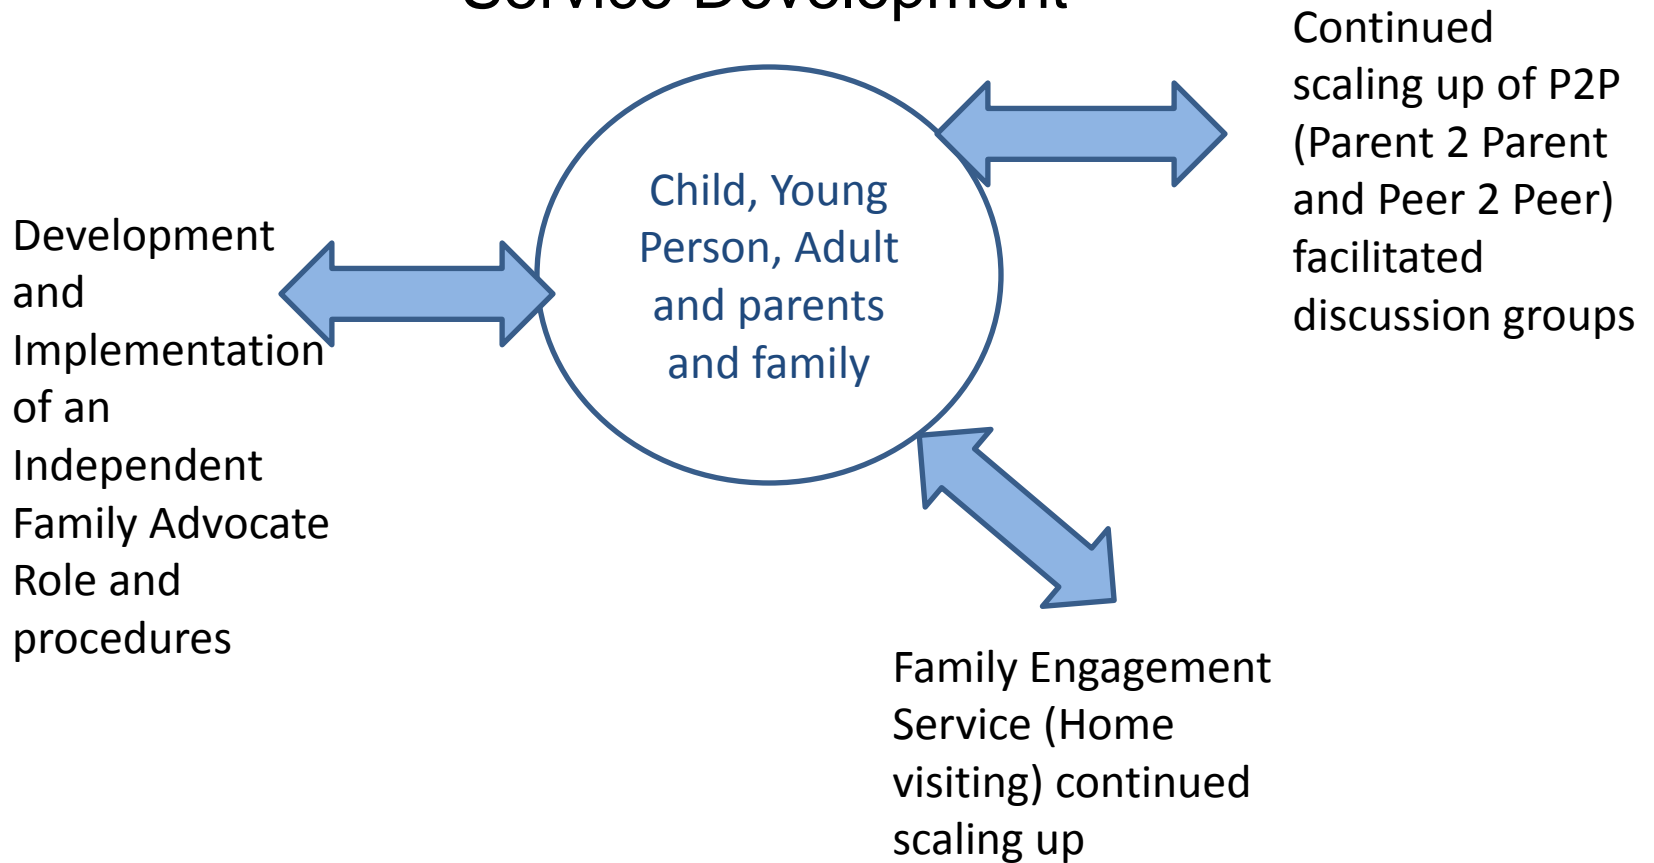 Service Development
Continued
scaling up of P2P
(Parent 2 Parent
and Peer 2 Peer)
facilitated
discussion groups
Child, Young
Person, Adult
and parents
and family
Development
and
Implementation
of an
Independent
Family Advocate
Role and
procedures
Family Engagement
Service (Home
visiting) continued
scaling up